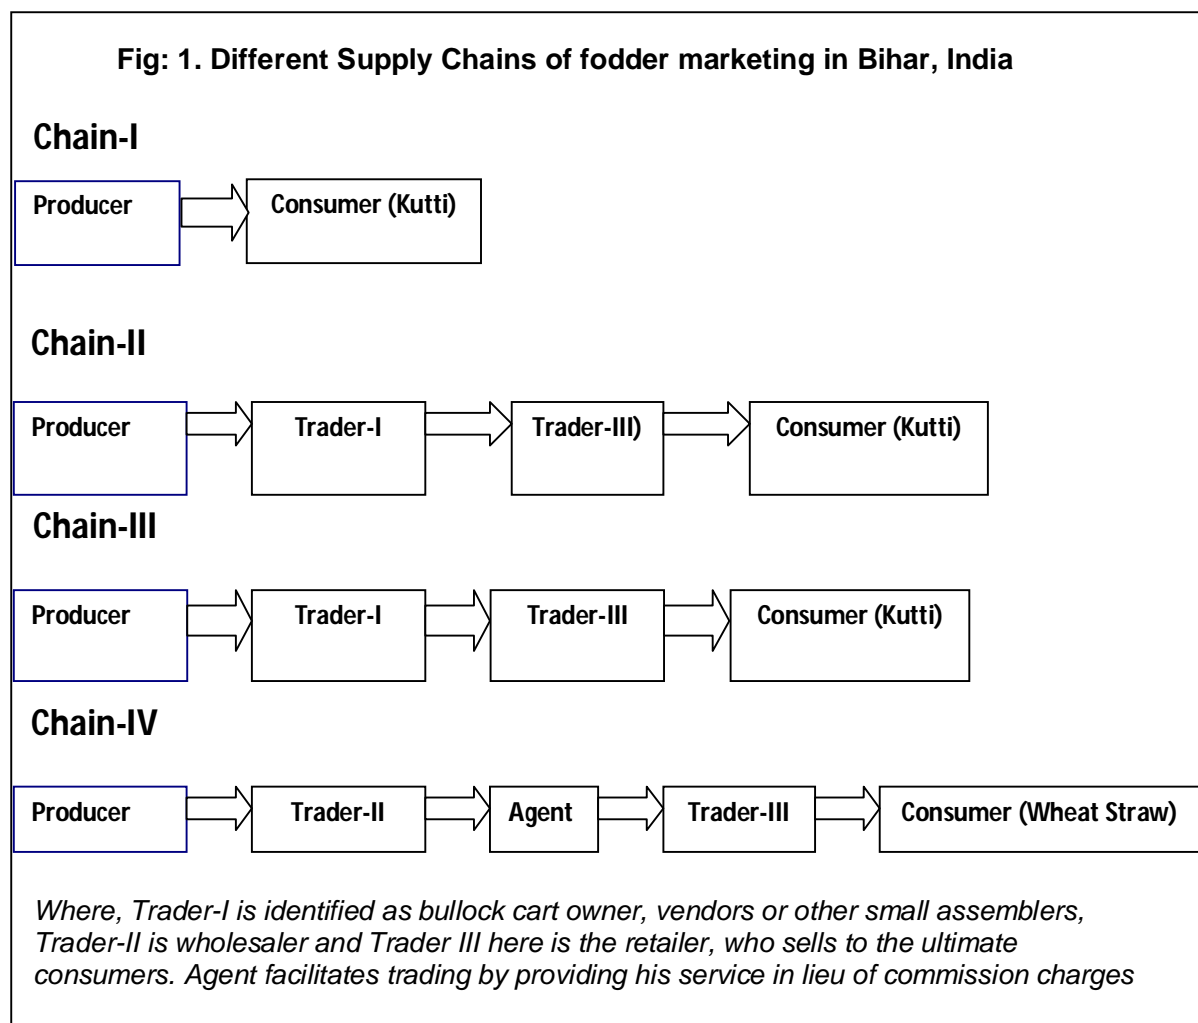 Fig: 1. Different Supply Chains of fodder marketing in Bihar, India
Chain-I
Producer
Consumer (Kutti)
Chain-II
Producer
Trader-I
Trader-III)
Consumer (Kutti)
Chain-III
Producer
Trader-I
Trader-III
Consumer (Kutti)
Chain-IV
Producer
Trader-II
Agent
Trader-III
Consumer (Wheat Straw)
Where, Trader-I is identified as bullock cart owner, vendors or other small assemblers,
Trader-II is wholesaler and Trader III here is the retailer, who sells to the ultimate
consumers. Agent facilitates trading by providing his service in lieu of commission charges